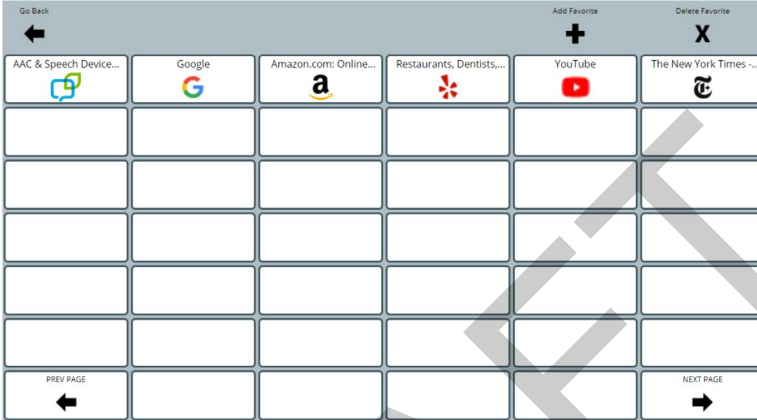 Go Back
Add Favorite
Delete Favorite
X
AAC & Speech Device...
Google
Amazon.com: Online...
Restaurants, Dentists,...
YouTube
The New York Times -...
PREV PAGE
NEXT PAGE